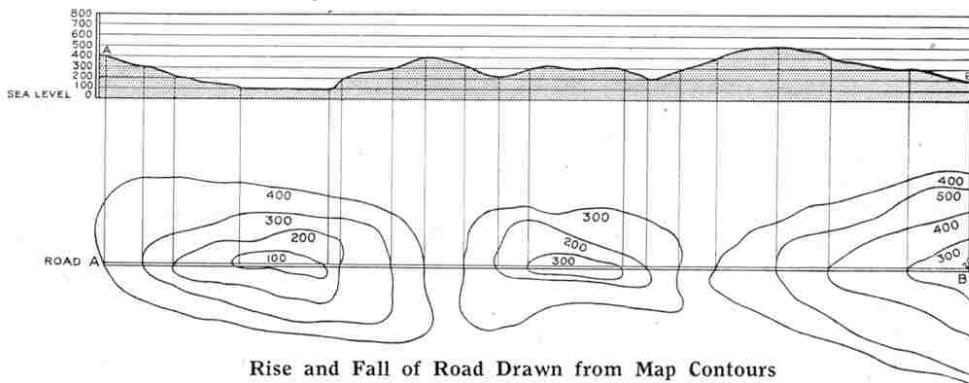 800
700
600
500
400 A
300
200 B
100
SEA LEVEL 0
400 300 400
300 500
200 200 400
ROAD A 100 300 300
B
Rise and Fall of Road Drawn from Map Contours